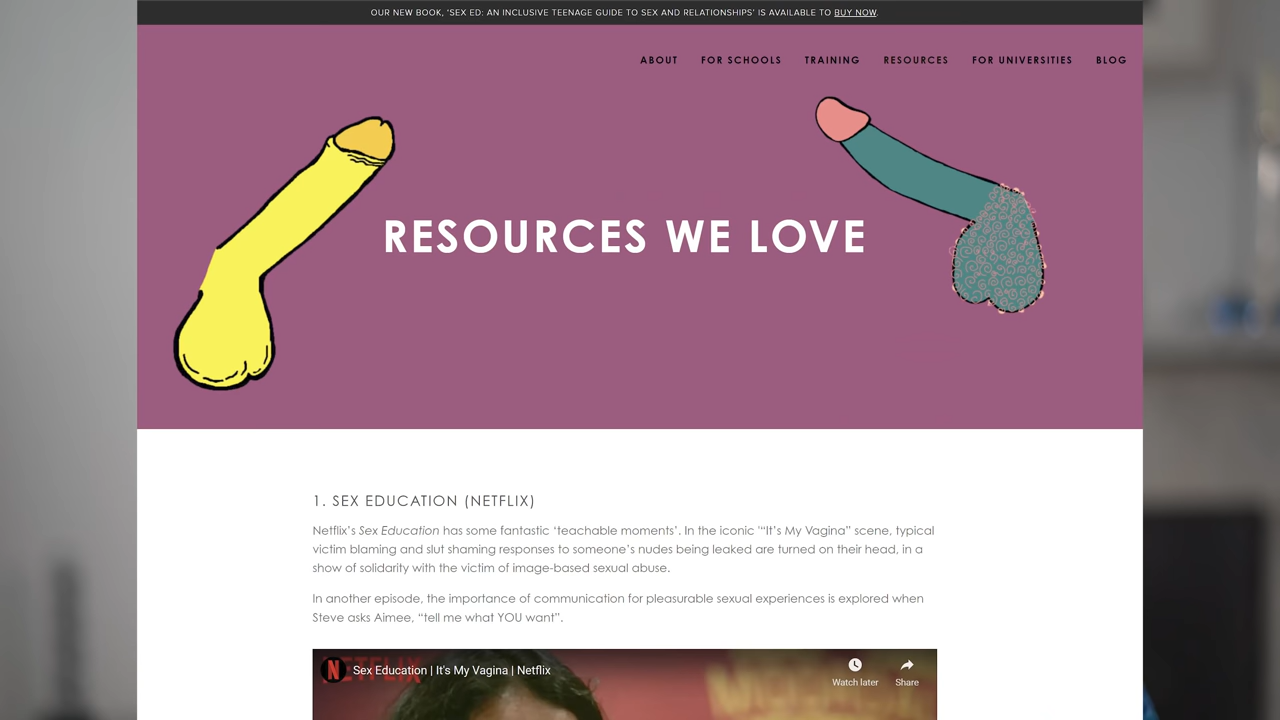 OUR NEW BOOK, 'SEX ED: AN INCLUSIVE TEENAGE GUIDE TO SEX AND RELATIONSHIPS' IS AVAILABLE TO BUY NOW.
ABOUT FOR SCHOOLS TRAINING RESOURCES FOR UNIVERSITIES BLOG
RESOURCES WE LOVE
1. SEX EDUCATION (NETFLIX)
Netflix's Sex Education has some fantastic 'teachable moments'. In the iconic '“It's My Vagina” scene, typical
victim blaming and slut shaming responses to someone's nudes being leaked are turned on their head, in a
show of solidarity with the victim of image-based sexual abuse.
In another episode, the importance of communication for pleasurable sexual experiences is explored when
Steve asks Aimee, “tell me what YOU want”.
NETFLIX
N
Sex Education | It's My Vagina | Netflix
Watch later
Share